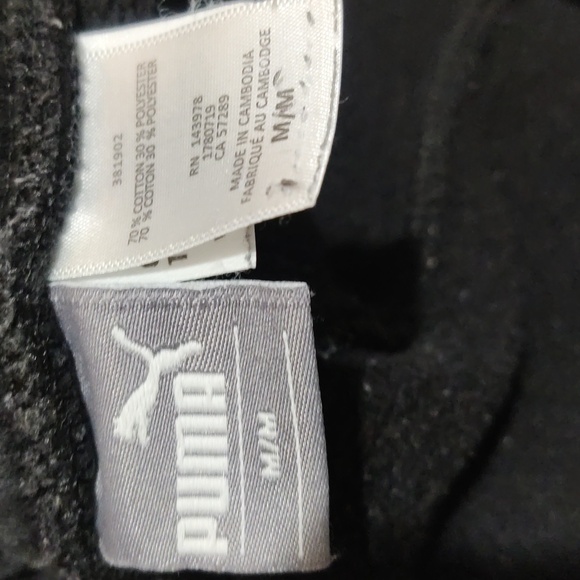 381902
70 % COTTON 30 % POLYESTER
70 % COTON 30 % POLYESTER
RN 143978
1780719
CA 57289
MADE IN CAMBODIA
FABRIQUÉ AU CAMBODGE
M/M
PUMA
M/M